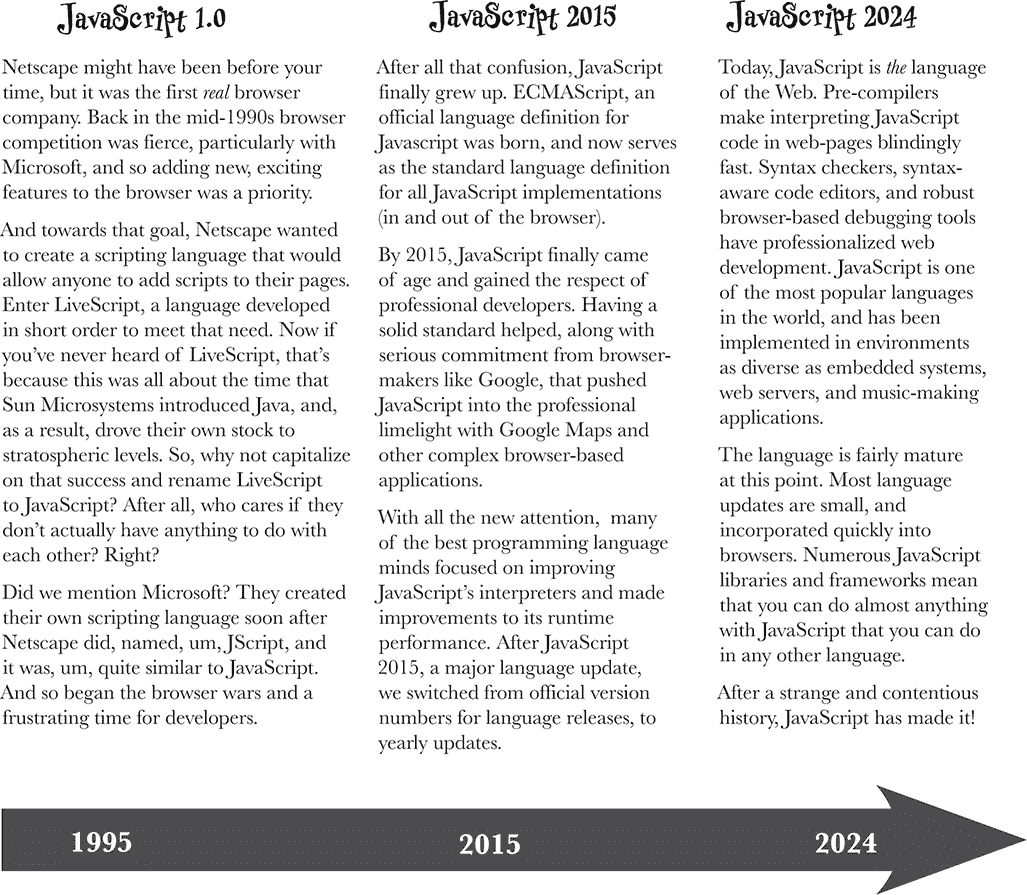 JavaScript 1.0
Netscape might have been before your
time, but it was the first real browser
company. Back in the mid-1990s browser
competition was fierce, particularly with
Microsoft, and so adding new, exciting
features to the browser was a priority.
And towards that goal, Netscape wanted
to create a scripting language that would
allow anyone to add scripts to their pages.
Enter LiveScript, a language developed
in short order to meet that need. Now if
you’ve never heard of LiveScript, that’s
because this was all about the time that
Sun Microsystems introduced Java, and,
as a result, drove their own stock to
stratospheric levels. So, why not capitalize
on that success and rename LiveScript
to JavaScript? After all, who cares if they
don’t actually have anything to do with
each other? Right?
Did we mention Microsoft? They created
their own scripting language soon after
Netscape did, named, um, JScript, and
it was, um, quite similar to JavaScript.
And so began the browser wars and a
frustrating time for developers.
JavaScript 2015
After all that confusion, JavaScript
finally grew up. ECMAScript, an
official language definition for
Javascript was born, and now serves
as the standard language definition
for all JavaScript implementations
(in and out of the browser).
By 2015, JavaScript finally came
of age and gained the respect of
professional developers. Having a
solid standard helped, along with
serious commitment from browser-
makers like Google, that pushed
JavaScript into the professional
limelight with Google Maps and
other complex browser-based
applications.
With all the new attention, many
of the best programming language
minds focused on improving
JavaScript’s interpreters and made
improvements to its runtime
performance. After JavaScript
2015, a major language update,
we switched from official version
numbers for language releases, to
yearly updates.
JavaScript 2024
Today, JavaScript is the language
of the Web. Pre-compilers
make interpreting JavaScript
code in web-pages blindingly
fast. Syntax checkers, syntax-
aware code editors, and robust
browser-based debugging tools
have professionalized web
development. JavaScript is one
of the most popular languages
in the world, and has been
implemented in environments
as diverse as embedded systems,
web servers, and music-making
applications.
The language is fairly mature
at this point. Most language
updates are small, and
incorporated quickly into
browsers. Numerous JavaScript
libraries and frameworks mean
that you can do almost anything
with JavaScript that you can do
in any other language.
After a strange and contentious
history, JavaScript has made it!
1995
2015
2024